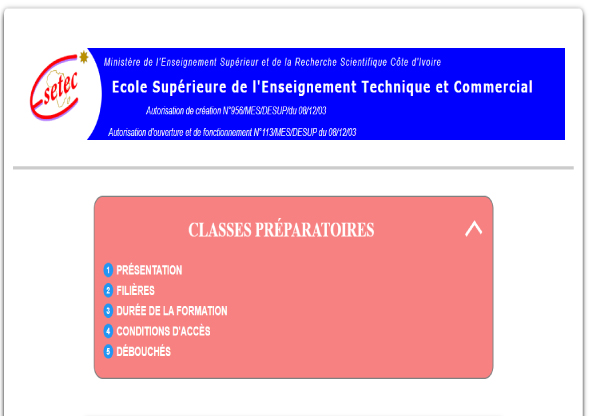 Esetec
Ministère de l'Enseignement Supérieur et de la Recherche Scientifique Côte d'Ivoire
Ecole Supérieure de l'Enseignement Technique et Commercial
Autorisation de création N°956/MES/DESUP/du 08/12/03
Autorisation d'ouverture et de fonctionnement N°113/MES/DESUP du 08/12/03
CLASSES PRÉPARATOIRES
1 PRÉSENTATION
2 FILIÈRES
3 DURÉE DE LA FORMATION
4 CONDITIONS D'ACCÈS
5 DÉBOUCHÉS